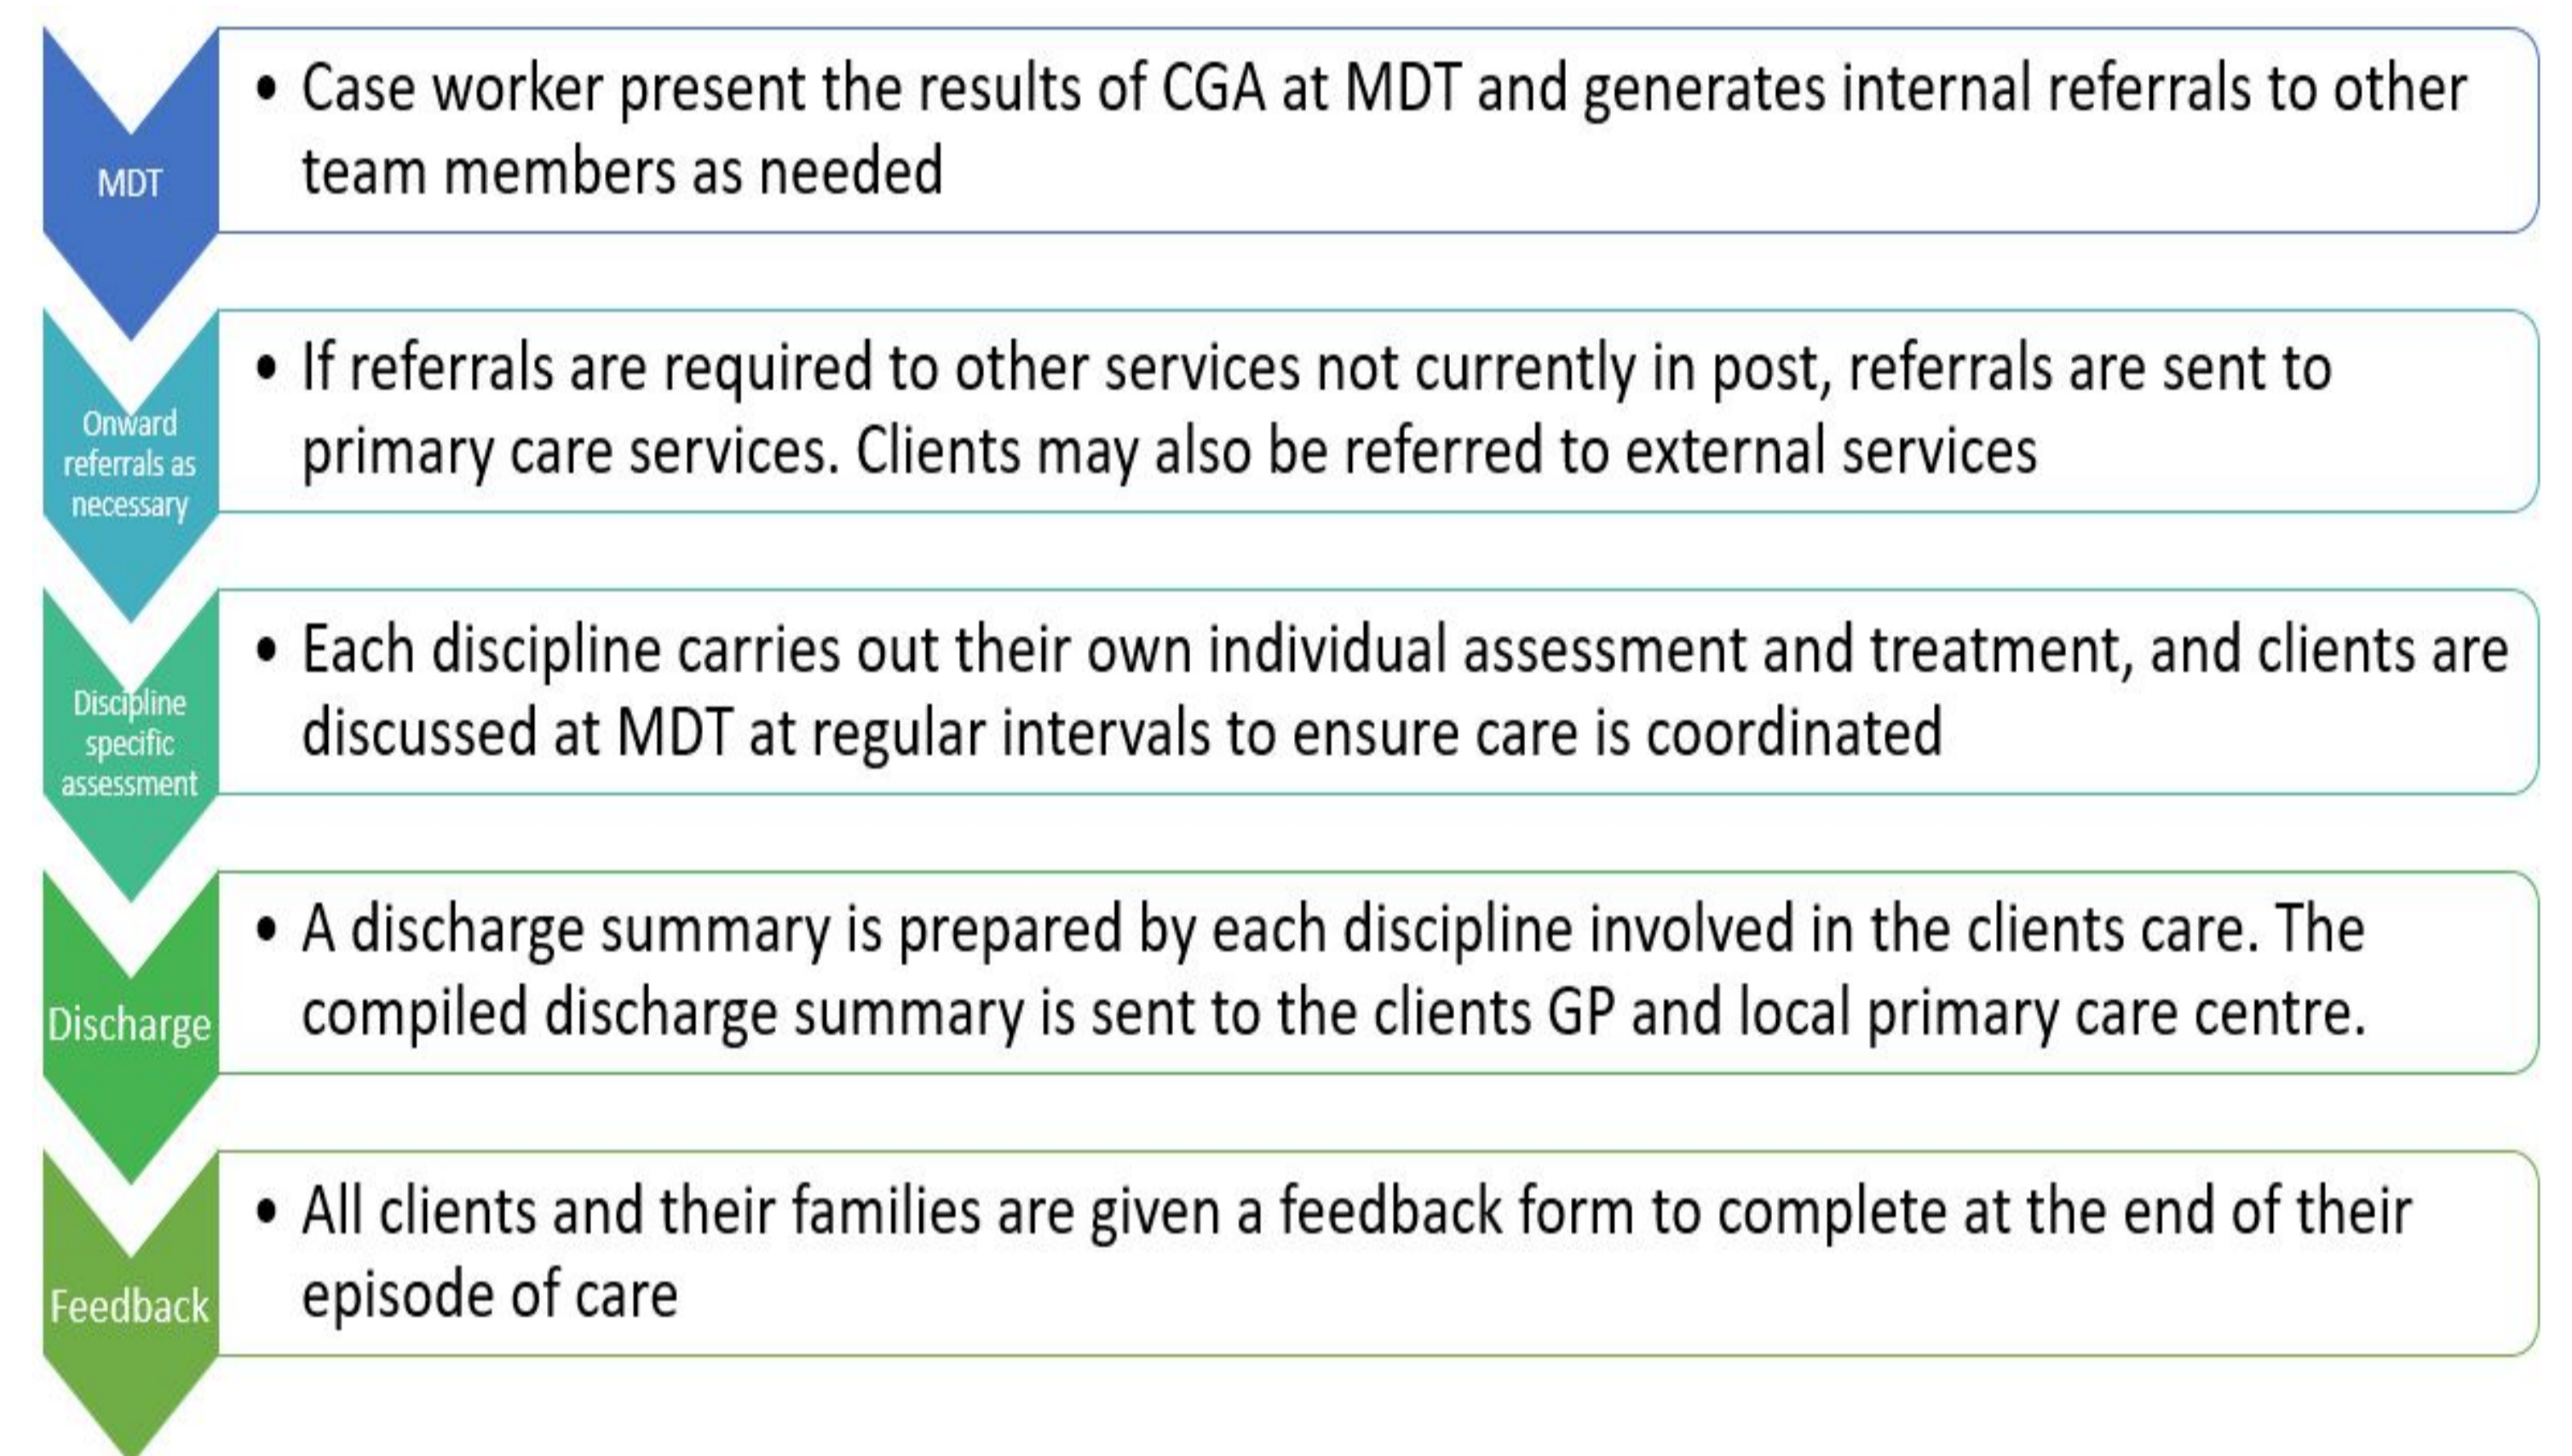 MDT
• Case worker present the results of CGA at MDT and generates internal referrals to other
team members as needed
Onward
referrals as
necessary
• If referrals are required to other services not currently in post, referrals are sent to
primary care services. Clients may also be referred to external services
Discipline
specific
assessment
• Each discipline carries out their own individual assessment and treatment, and clients are
discussed at MDT at regular intervals to ensure care is coordinated
Discharge
• A discharge summary is prepared by each discipline involved in the clients care. The
compiled discharge summary is sent to the clients GP and local primary care centre.
Feedback
• All clients and their families are given a feedback form to complete at the end of their
episode of care